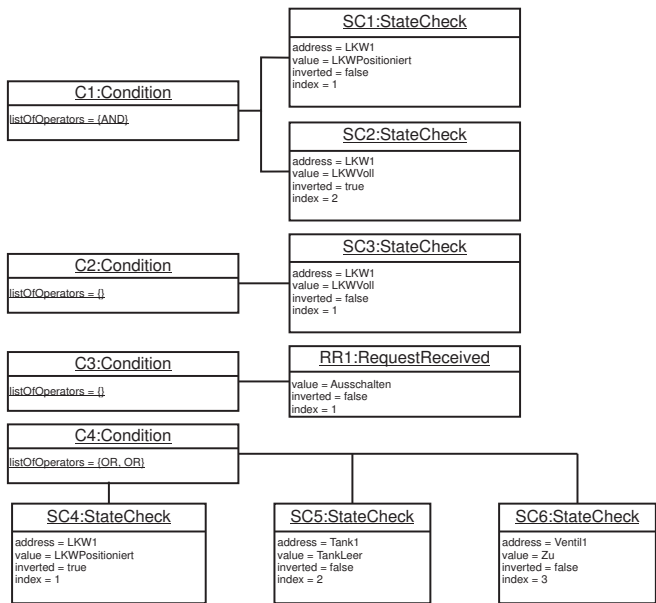 SC1:StateCheck
address = LKW1
value = LKWPositioniert
inverted = false
index = 1
C1:Condition
listOfOperators = {AND}
SC2:StateCheck
address = LKW1
value = LKWVoll
inverted = true
index = 2
SC3:StateCheck
address = LKW1
value = LKWVoll
inverted = false
index = 1
C2:Condition
listOfOperators = {}
C3:Condition
listOfOperators = {}
RR1:RequestReceived
value = Ausschalten
inverted = false
index = 1
C4:Condition
listOfOperators = {OR, OR}
SC4:StateCheck
address = LKW1
value = LKWPositioniert
inverted = true
index = 1
SC5:StateCheck
address = Tank1
value = TankLeer
inverted = false
index = 2
SC6:StateCheck
address = Ventil1
value = Zu
inverted = false
index = 3